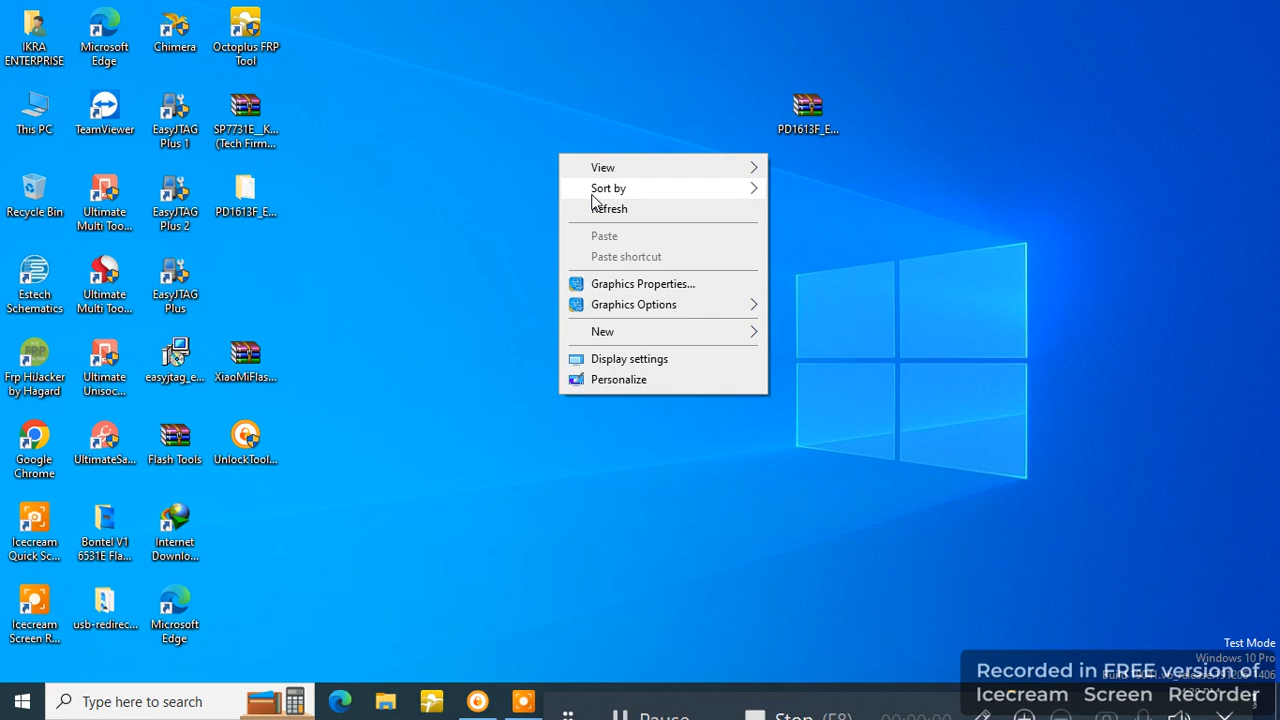 IKRA
ENTERPRISE
Microsoft
Edge
Chimera
Octoplus FRP
Tool
This PC
TeamViewer
EasyJTAG
Plus 1
SP7731E__K...
(Tech Firm...
PD1613F_E...
Recycle Bin
Ultimate
Multi Too...
EasyJTAG
Plus 2
PD1613F_E...
Estech
Schematics
Ultimate
Multi Too...
EasyJTAG
Plus
Frp HiJacker
by Hagard
Ultimate
Unisoc...
easyjtag_e...
XiaoMiFlas...
Google
Chrome
UltimateSa...
Flash Tools
UnlockTool...
Icecream
Quick Sc...
Bontel V1
6531E Fla...
Internet
Downlo...
Icecream
Screen R...
usb-redirec...
Microsoft
Edge
View
Sort by
Refresh
Paste
Paste shortcut
Graphics Properties...
Graphics Options
New
Display settings
Personalize
Test Mode
Windows 10 Pro
Recorded in FREE version of
Icecream Screen Recorder
Type here to search
Pause
Stop (F8)
00:00:00